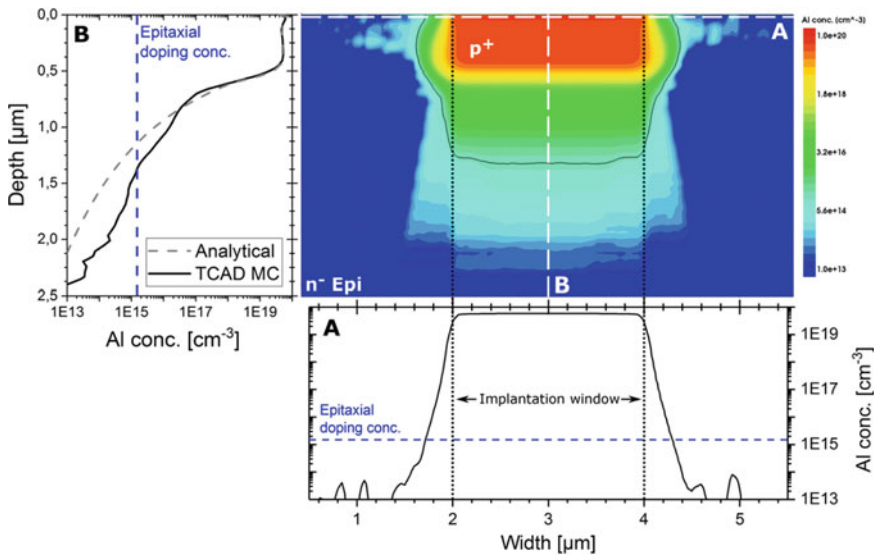 B
Epitaxial
doping conc.
Analytical
TCAD MC
0,0
0,5
1,0
1,5
2,0
2,5
Depth [µm]
1E13
1E15
1E17
1E19
Al conc. [cm⁻³]
p⁺
A
n⁻ Epi
B
Al conc. (cm^-3)
1.0e+20
1.8e+18
3.2e+16
5.6e+14
1.0e+13
A
Implantation window
Epitaxial
doping conc.
1E19
1E17
1E15
1E13
Al conc. [cm⁻³]
1
2
3
4
5
Width [µm]